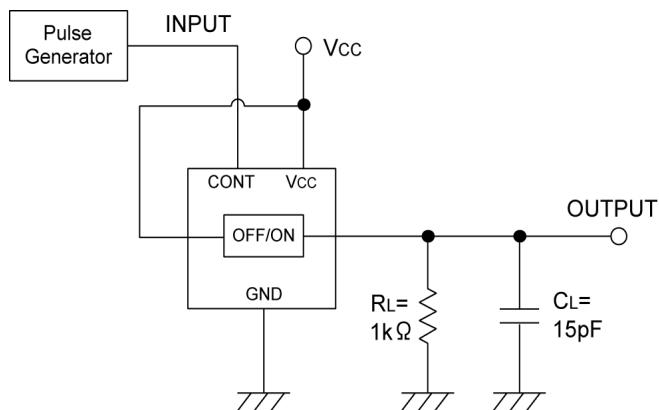 Pulse
Generator
INPUT
Vcc
CONT
Vcc
OFF/ON
OUTPUT
GND
RL=
1kΩ
CL=
15pF